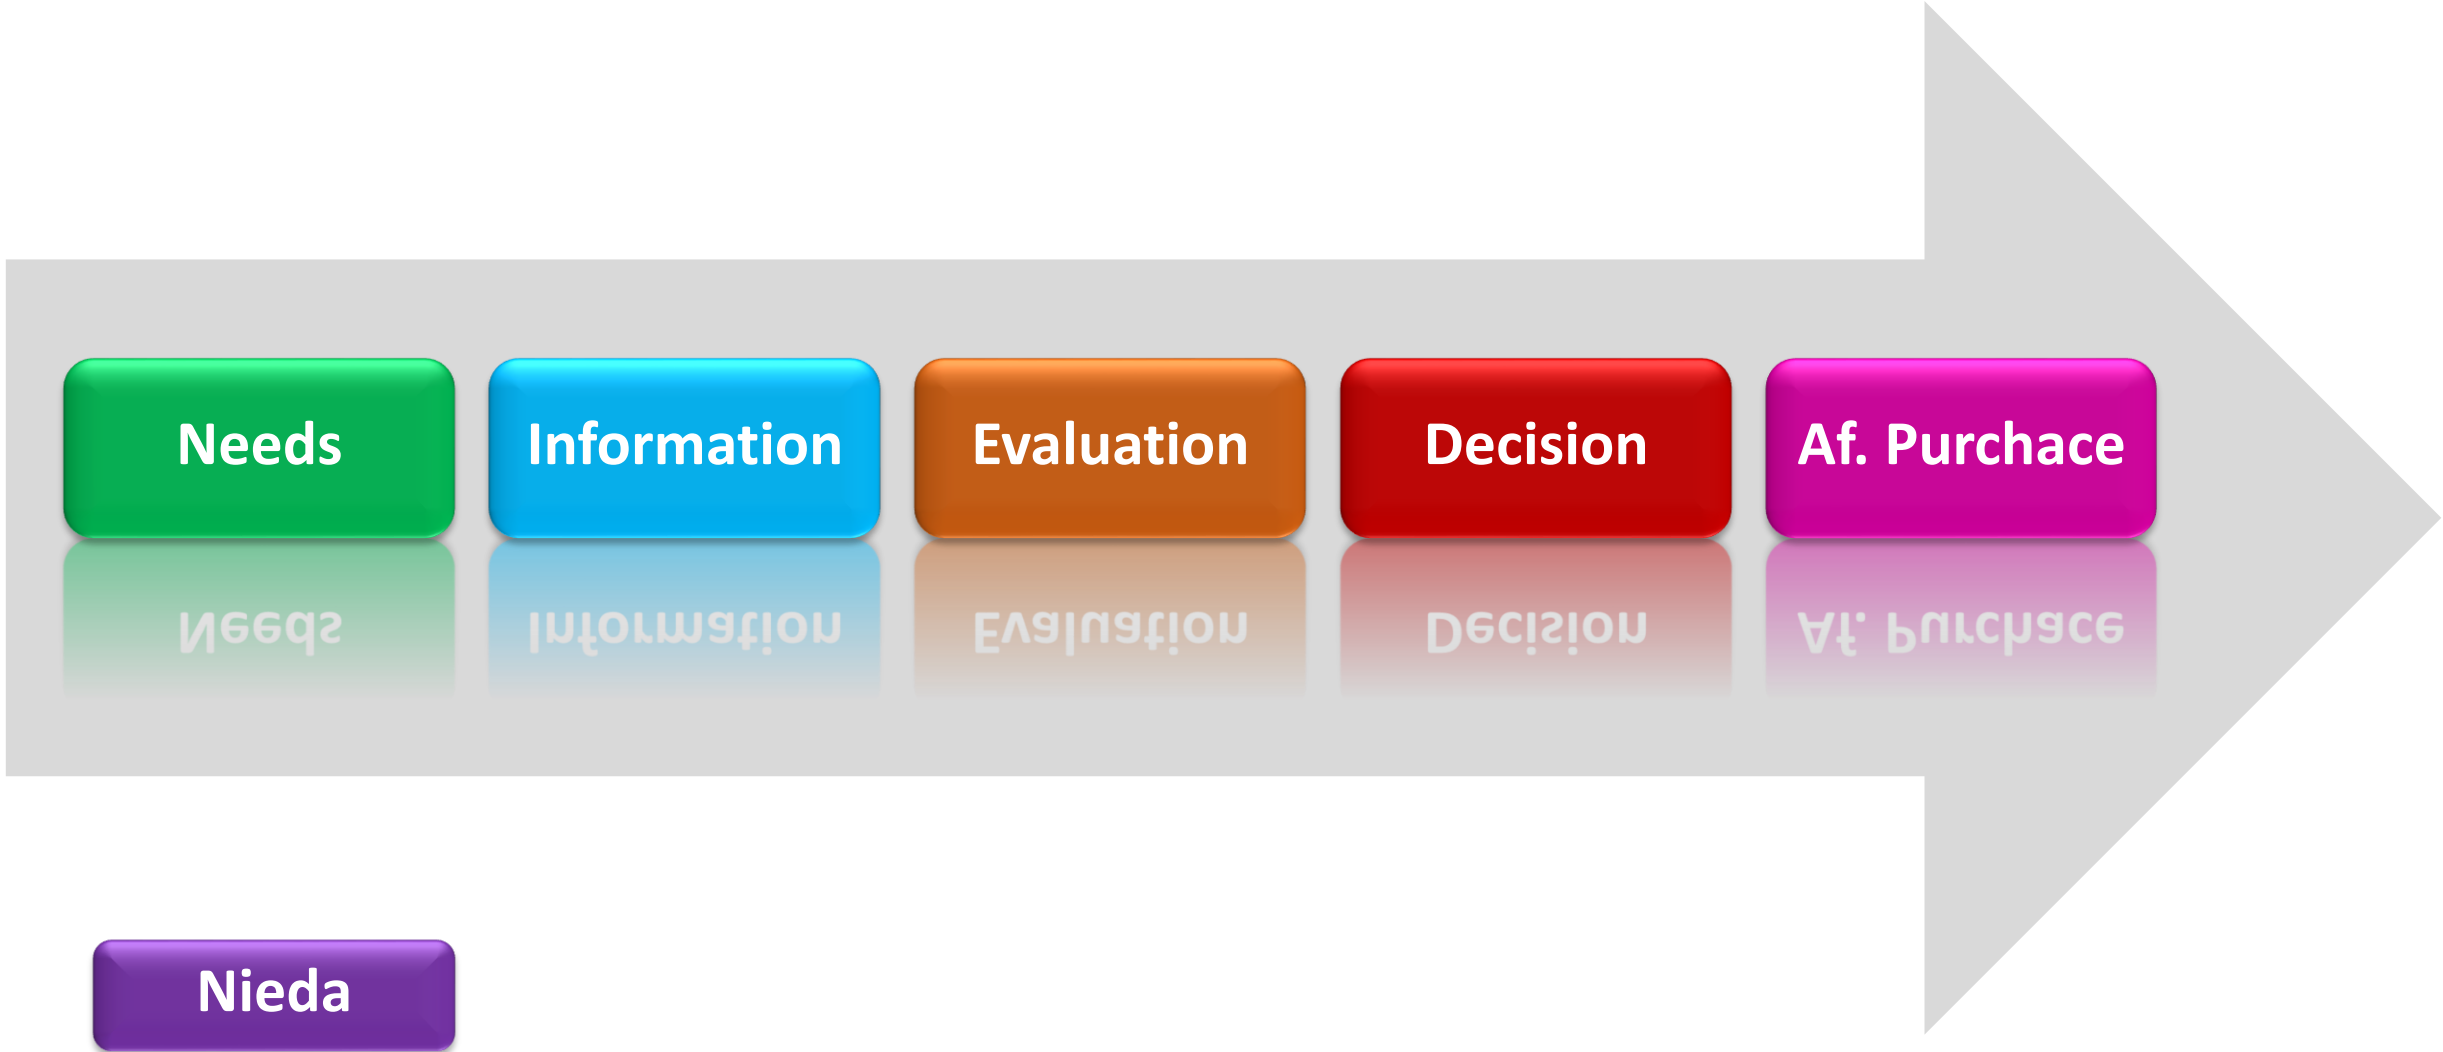 Needs
Information
Evaluation
Decision
Af. Purchace
Nieda